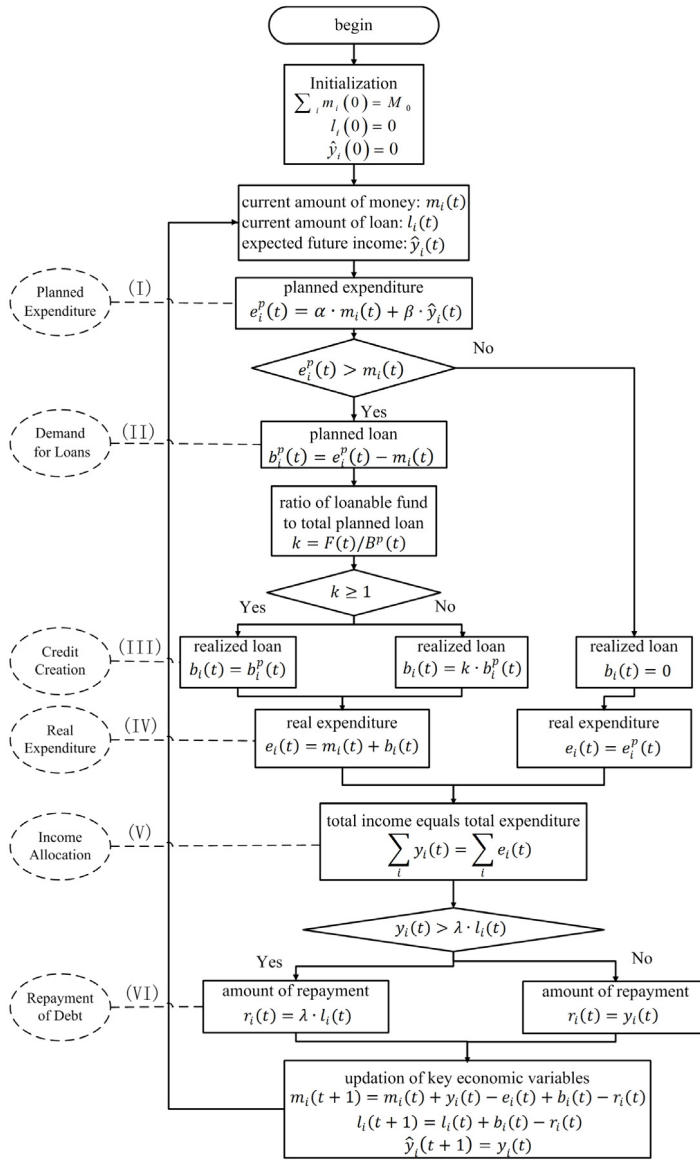 begin
Initialization
∑ᵢ mᵢ(0) = M₀
lᵢ(0) = 0
ŷᵢ(0) = 0
current amount of money: mᵢ(t)
current amount of loan: lᵢ(t)
expected future income: ŷᵢ(t)
Planned
Expenditure
(I)
planned expenditure
eᵢᵖ(t) = α · mᵢ(t) + β · ŷᵢ(t)
eᵢᵖ(t) > mᵢ(t)
No
Yes
Demand
for Loans
(II)
planned loan
bᵢᵖ(t) = eᵢᵖ(t) − mᵢ(t)
ratio of loanable fund
to total planned loan
k = F(t)/Bᵖ(t)
k ≥ 1
Yes
No
Credit
Creation
(III)
realized loan
bᵢ(t) = bᵢᵖ(t)
realized loan
bᵢ(t) = k · bᵢᵖ(t)
realized loan
bᵢ(t) = 0
Real
Expenditure
(IV)
real expenditure
eᵢ(t) = mᵢ(t) + bᵢ(t)
real expenditure
eᵢ(t) = eᵢᵖ(t)
Income
Allocation
(V)
total income equals total expenditure
∑ᵢ yᵢ(t) = ∑ᵢ eᵢ(t)
yᵢ(t) > λ · lᵢ(t)
Yes
No
Repayment
of Debt
(VI)
amount of repayment
rᵢ(t) = λ · lᵢ(t)
amount of repayment
rᵢ(t) = yᵢ(t)
updation of key economic variables
mᵢ(t + 1) = mᵢ(t) + yᵢ(t) − eᵢ(t) + bᵢ(t) − rᵢ(t)
lᵢ(t + 1) = lᵢ(t) + bᵢ(t) − rᵢ(t)
ŷᵢ(t + 1) = yᵢ(t)